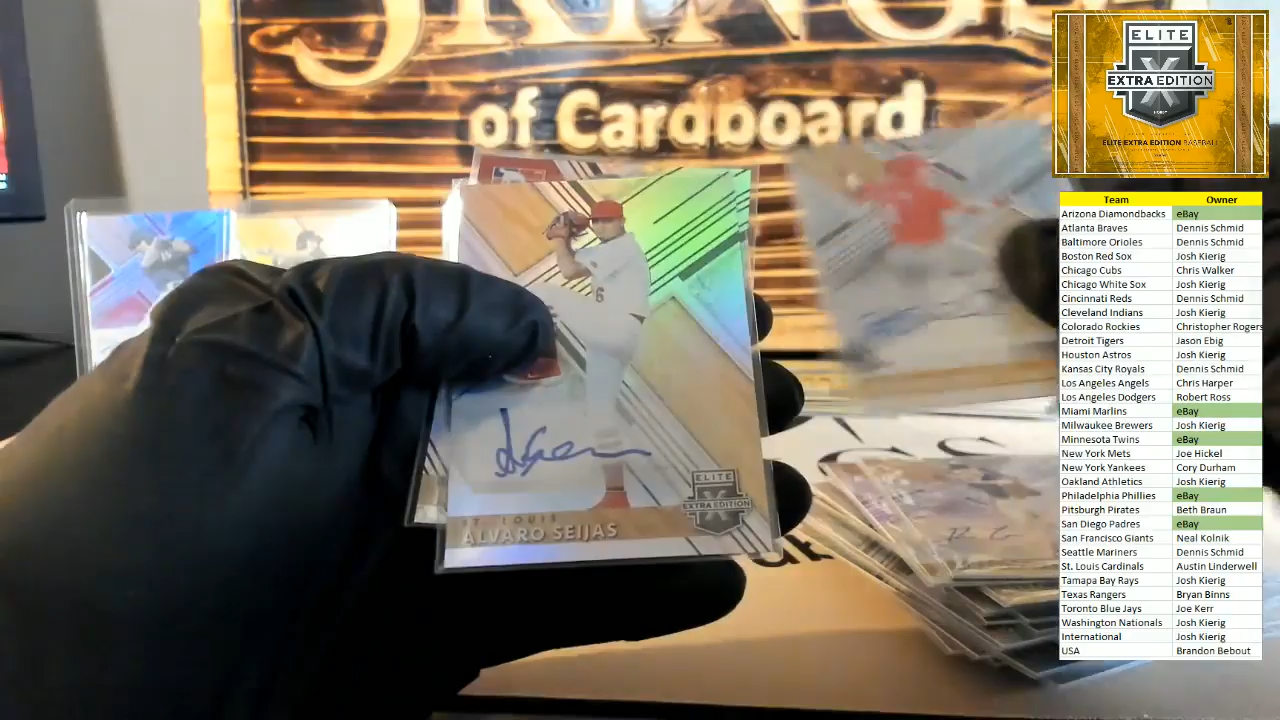 of Cardboard
ELITE
EXTRA EDITION
X
ELITE EXTRA EDITION BASEBALL
6
ELITE
X
EXTRA EDITION
ST. LOUIS
ALVARO SEIJAS
Team Owner
Arizona Diamondbacks eBay
Atlanta Braves Dennis Schmid
Baltimore Orioles Dennis Schmid
Boston Red Sox Josh Kierig
Chicago Cubs Chris Walker
Chicago White Sox Josh Kierig
Cincinnati Reds Dennis Schmid
Cleveland Indians Josh Kierig
Colorado Rockies Christopher Rogers
Detroit Tigers Jason Ebig
Houston Astros Josh Kierig
Kansas City Royals Dennis Schmid
Los Angeles Angels Chris Harper
Los Angeles Dodgers Robert Ross
Miami Marlins eBay
Milwaukee Brewers Josh Kierig
Minnesota Twins eBay
New York Mets Joe Hickel
New York Yankees Cory Durham
Oakland Athletics Josh Kierig
Philadelphia Phillies eBay
Pitsburgh Pirates Beth Braun
San Diego Padres eBay
San Francisco Giants Neal Kolnik
Seattle Mariners Dennis Schmid
St. Louis Cardinals Austin Linderwell
Tamapa Bay Rays Josh Kierig
Texas Rangers Bryan Binns
Toronto Blue Jays Joe Kerr
Washington Nationals Josh Kierig
International Josh Kierig
USA Brandon Bebout